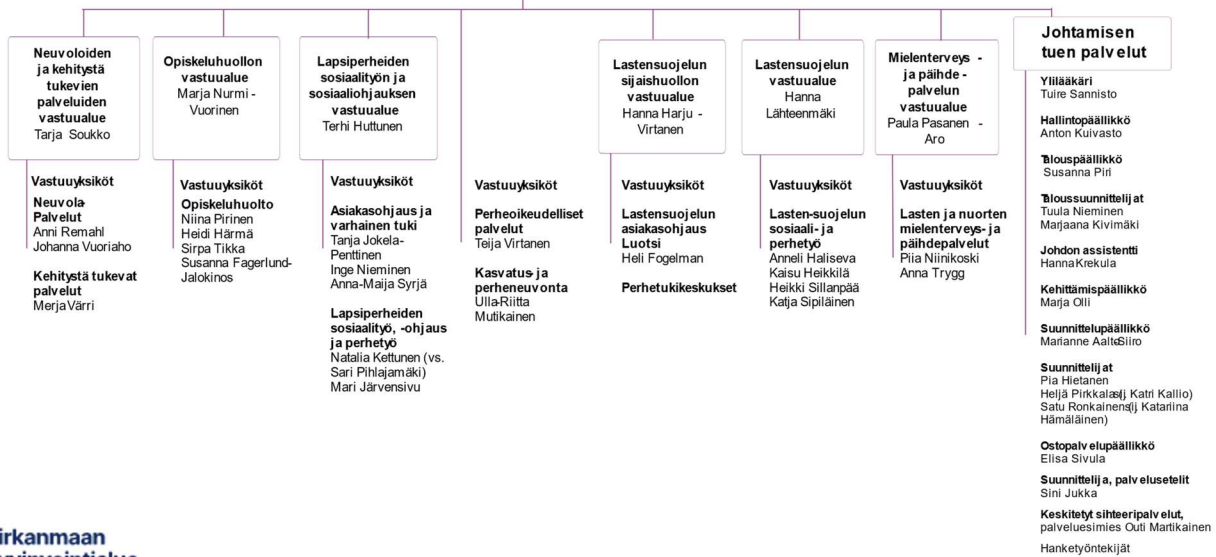 Neuvoloiden
ja kehitystä
tukevien
palveluiden
vastuualue
Tarja Soukko
Vastuuyksiköt
Neuvola-
Palvelut
Anni Remahl
Johanna Vuoriaho
Kehitystä tukevat
palvelut
Merja Värri
Opiskeluhuollon
vastuualue
Marja Nurmi -
Vuorinen
Vastuuyksiköt
Opiskeluhuolto
Niina Pirinen
Heidi Härmä
Sirpa Tikka
Susanna Fagerlund-
Jalokinos
Lapsiperheiden
sosiaalityön ja
sosiaaliohjauksen
vastuualue
Terhi Huttunen
Vastuuyksiköt
Asiakasohjaus ja
varhainen tuki
Tanja Jokela-
Penttinen
Inge Nieminen
Anna-Maija Syrjä
Lapsiperheiden
sosiaalityö, -ohjaus
ja perhetyö
Natalia Kettunen (vs.
Sari Pihlajamäki)
Mari Järvensivu
Vastuuyksiköt
Perheoikeudelliset
palvelut
Teija Virtanen
Kasvatus- ja
perheneuvonta
Ulla-Riitta
Mutikainen
Lastensuojelun
sijaishuollon
vastuualue
Hanna Harju -
Virtanen
Vastuuyksiköt
Lastensuojelun
asiakasohjaus
Luotsi
Heli Fogelman
Perhetukikeskukset
Lastensuojelun
vastuualue
Hanna
Lähteenmäki
Vastuuyksiköt
Lasten-suojelun
sosiaali- ja
perhetyö
Anneli Haliseva
Kaisu Heikkilä
Heikki Sillanpää
Katja Sipiläinen
Mielenterveys -
ja päihde -
palvelun
vastuualue
Paula Pasanen -
Aro
Vastuuyksiköt
Lasten ja nuorten
mielenterveys- ja
päihdepalvelut
Piia Niinikoski
Anna Trygg
Johtamisen
tuen palvelut
Ylilääkäri
Tuire Sannisto
Hallintopäällikkö
Anton Kuivasto
Talouspäällikkö
Susanna Piri
Taloussuunnittelijat
Tuula Nieminen
Marjaana Kivimäki
Johdon assistentti
Hanna Krekula
Kehittämispäällikkö
Marja Olli
Suunnittelupäällikkö
Marianne Aalto-Siiro
Suunnittelijat
Pia Hietanen
Heljä Pirkkala (sij. Katri Kallio)
Satu Ronkainen (sij. Katariina
Hämäläinen)
Ostopalvelupäällikkö
Elisa Sivula
Suunnittelija, palvelusetelit
Sini Jukka
Keskitetyt sihteeripalvelut,
palveluesimies Outi Martikainen
Hanketyöntekijät